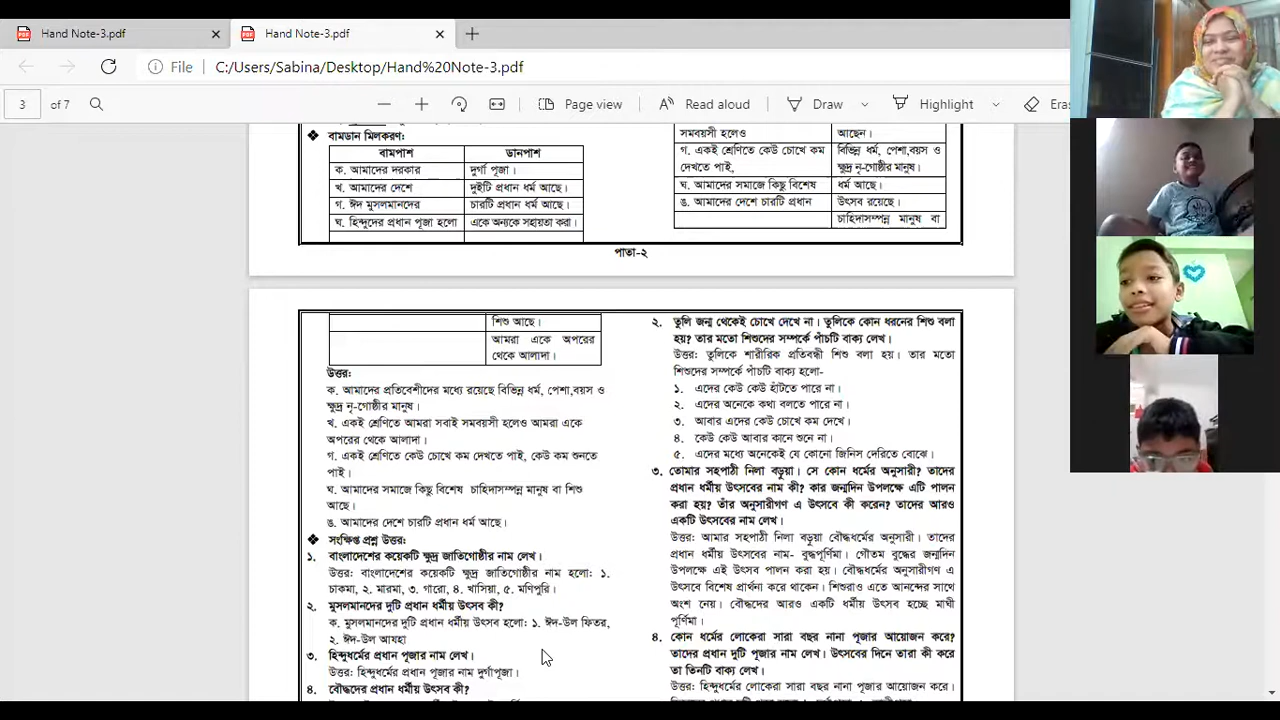 Hand Note-3.pdf
Hand Note-3.pdf
File C:/Users/Sabina/Desktop/Hand%20Note-3.pdf
3 of 7 Page view Read aloud Draw Highlight Eras
❖ বামডান মিলকরণ:
বামপাশ ডানপাশ
ক. আমাদের দরকার দুর্গা পূজা।
খ. আমাদের দেশে দুইটি প্রধান ধর্ম আছে।
গ. ঈদ মুসলমানদের চারটি প্রধান ধর্ম আছে।
ঘ. হিন্দুদের প্রধান পূজা হলো একে অন্যকে সহায়তা করা।
সমবয়সী হলেও আছেন।
গ. একই শ্রেণিতে কেউ চোখে কম বিভিন্ন ধর্ম, পেশা,বয়স ও
দেখতে পাই, ক্ষুদ্র নৃ-গোষ্ঠীর মানুষ।
ঘ. আমাদের সমাজে কিছু বিশেষ ধর্ম আছে।
ঙ. আমাদের দেশে চারটি প্রধান উৎসব রয়েছে।
চাহিদাসম্পন্ন মানুষ বা
পাতা-২
শিশু আছে।
আমরা একে অপরের
থেকে আলাদা।
উত্তর:
ক. আমাদের প্রতিবেশীদের মধ্যে রয়েছে বিভিন্ন ধর্ম, পেশা,বয়স ও
ক্ষুদ্র নৃ-গোষ্ঠীর মানুষ।
খ. একই শ্রেণিতে আমরা সবাই সমবয়সী হলেও আমরা একে
অপরের থেকে আলাদা।
গ. একই শ্রেণিতে কেউ চোখে কম দেখতে পাই, কেউ কম শুনতে
পাই।
ঘ. আমাদের সমাজে কিছু বিশেষ চাহিদাসম্পন্ন মানুষ বা শিশু
আছে।
ঙ. আমাদের দেশে চারটি প্রধান ধর্ম আছে।
❖ সংক্ষিপ্ত প্রশ্ন উত্তর:
১. বাংলাদেশের কয়েকটি ক্ষুদ্র জাতিগোষ্ঠীর নাম লেখ।
উত্তর: বাংলাদেশের কয়েকটি ক্ষুদ্র জাতিগোষ্ঠীর নাম হলো: ১.
চাকমা, ২. মারমা, ৩. গারো, ৪. খাসিয়া, ৫. মণিপুরি।
২. মুসলমানদের দুটি প্রধান ধর্মীয় উৎসব কী?
ক. মুসলমানদের দুটি প্রধান ধর্মীয় উৎসব হলো: ১. ঈদ-উল ফিতর,
২. ঈদ-উল আযহা
৩. হিন্দুধর্মের প্রধান পূজার নাম লেখ।
উত্তর: হিন্দুধর্মের প্রধান পূজার নাম দুর্গাপূজা।
৪. বৌদ্ধদের প্রধান ধর্মীয় উৎসব কী?
২. তুলি জন্ম থেকেই চোখে দেখে না। তুলিকে কোন ধরনের শিশু বলা
হয়? তার মতো শিশুদের সম্পর্কে পাঁচটি বাক্য লেখ।
উত্তর: তুলিকে শারীরিক প্রতিবন্ধী শিশু বলা হয়। তার মতো
শিশুদের সম্পর্কে পাঁচটি বাক্য হলো-
১. এদের কেউ কেউ হাঁটতে পারে না।
২. এদের অনেকে কথা বলতে পারে না।
৩. আবার এদের কেউ চোখে কম দেখে।
৪. কেউ কেউ আবার কানে শুনে না।
৫. এদের মধ্যে অনেকেই যে কোনো জিনিস দেরিতে বোঝে।
৩. তোমার সহপাঠী নিলা বড়ুয়া। সে কোন ধর্মের অনুসারী? তাদের
প্রধান ধর্মীয় উৎসবের নাম কী? কার জন্মদিন উপলক্ষে এটি পালন
করা হয়? তাঁর অনুসারীগণ এ উৎসবে কী করেন? তাদের আরও
একটি উৎসবের নাম লেখ।
উত্তর: আমার সহপাঠী নিলা বড়ুয়া বৌদ্ধধর্মের অনুসারী। তাদের
প্রধান ধর্মীয় উৎসবের নাম- বুদ্ধপূর্ণিমা। গৌতম বুদ্ধের জন্মদিন
উপলক্ষে এই উৎসব পালন করা হয়। বৌদ্ধধর্মের অনুসারীগণ এ
উৎসবে বিশেষ প্রার্থনা করে থাকেন। শিশুরাও এতে আনন্দের সাথে
অংশ নেয়। বৌদ্ধদের আরও একটি ধর্মীয় উৎসব হচ্ছে মাঘী
পূর্ণিমা।
৪. কোন ধর্মের লোকেরা সারা বছর নানা পূজার আয়োজন করে?
তাদের প্রধান দুটি পূজার নাম লেখ। উৎসবের দিনে তারা কী করে
তা তিনটি বাক্য লেখ।
উত্তর: হিন্দুধর্মের লোকেরা সারা বছর নানা পূজার আয়োজন করে।